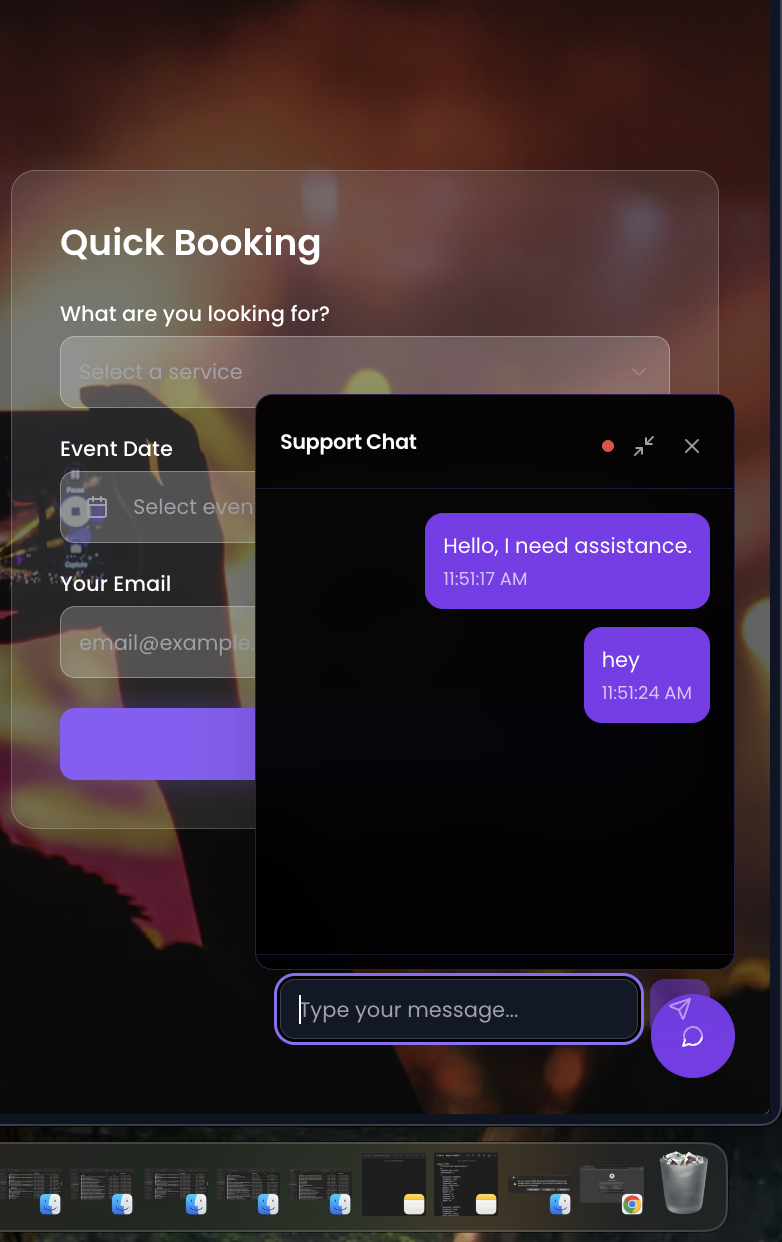 Quick Booking
What are you looking for?
Select a service
Support Chat
Event Date
Select even
Hello, I need assistance.
11:51:17 AM
Your Email
email@example.
hey
11:51:24 AM
Type your message...